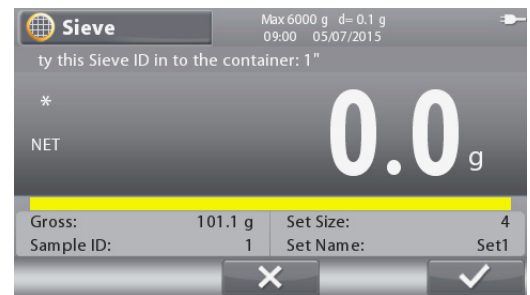 Sieve
Max 6000 g d= 0.1 g
09:00 05/07/2015
ty this Sieve ID in to the container: 1"
*
NET
0.0 g
Gross: 101.1 g Set Size: 4
Sample ID: 1 Set Name: Set1